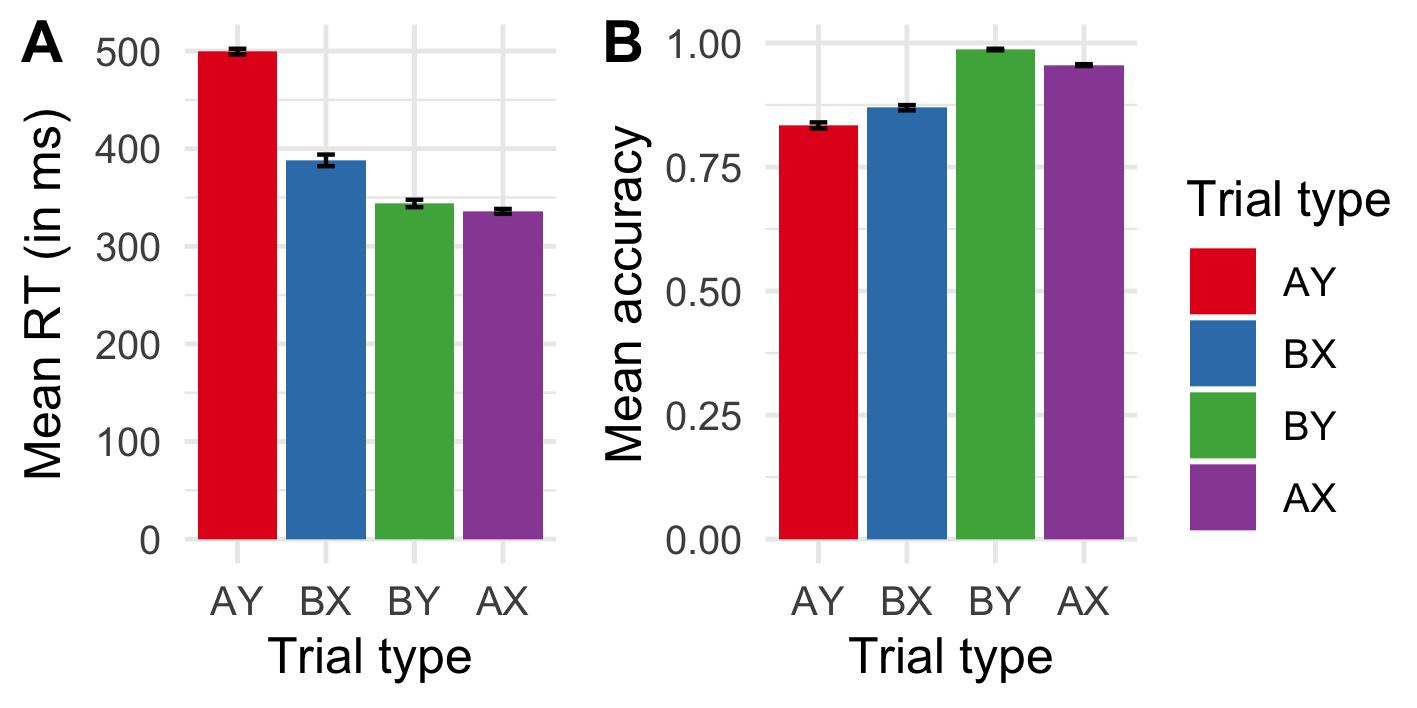 A
Mean RT (in ms)
500
400
300
200
100
0
AY BX BY AX
Trial type
B
Mean accuracy
1.00
0.75
0.50
0.25
0.00
AY BX BY AX
Trial type
Trial type
AY
BX
BY
AX